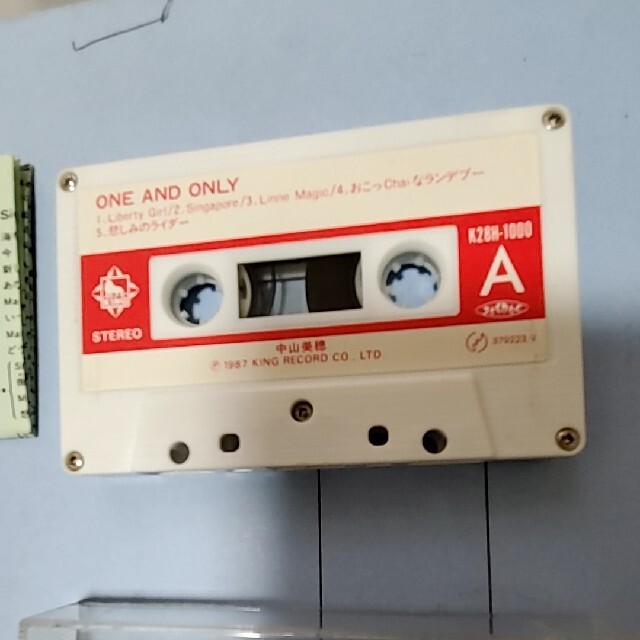 ONE AND ONLY
1. Liberty Girl/2. Singapore/3. Linne Magic/4. おこっChaiなランデブー
5. 悲しみのライダー
K28H-1000
A
STEREO
中山美穂
Ⓟ 1987 KING RECORD CO., LTD